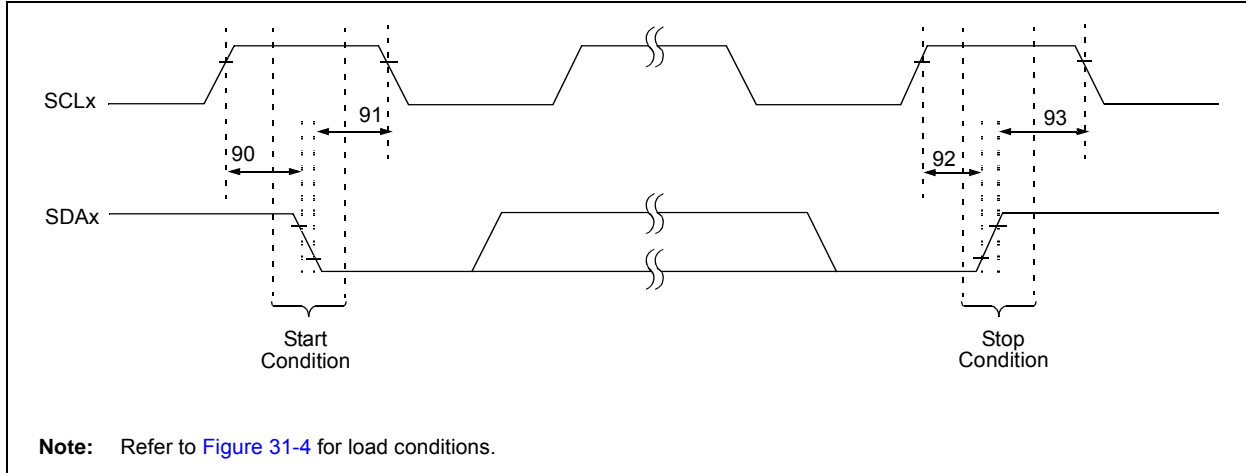 SCLx
91
93
90
92
SDAx
Start
Condition
Stop
Condition
Note: Refer to Figure 31-4 for load conditions.